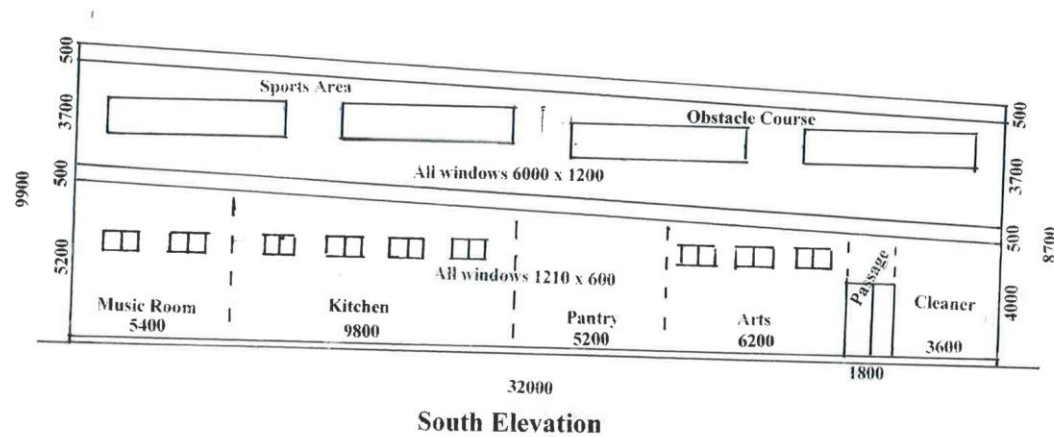 500
3700
500
9900
5200
Sports Area
Obstacle Course
All windows 6000 x 1200
500
3700
500
8700
4000
All windows 1210 x 600
Music Room
5400
Kitchen
9800
Pantry
5200
Arts
6200
Passage
1800
Cleaner
3600
32000
South Elevation